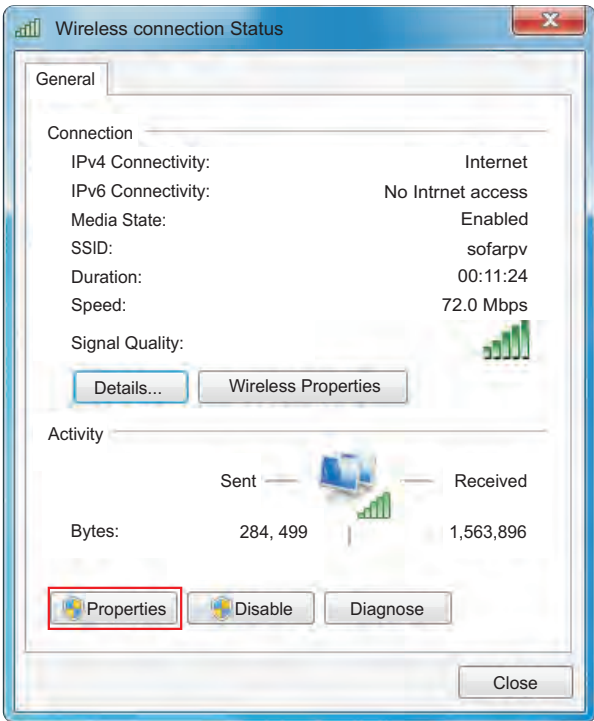 Wireless connection Status
General
Connection
IPv4 Connectivity: Internet
IPv6 Connectivity: No Intrnet access
Media State: Enabled
SSID: sofarpv
Duration: 00:11:24
Speed: 72.0 Mbps
Signal Quality:
Details... Wireless Properties
Activity
Sent Received
Bytes: 284, 499 1,563,896
Properties Disable Diagnose
Close